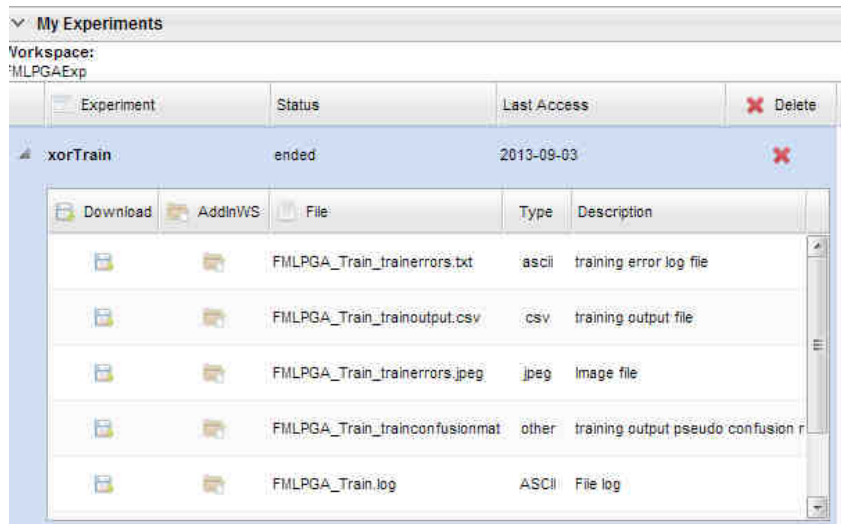 My Experiments
Workspace:
FMLPGAExp
Experiment Status Last Access Delete
xorTrain ended 2013-09-03
Download AddInWS File Type Description
FMLPGA_Train_trainerrors.txt ascii training error log file
FMLPGA_Train_trainoutput.csv csv training output file
FMLPGA_Train_trainerrors.jpeg jpeg Image file
FMLPGA_Train_trainconfusionmat other training output pseudo confusion r
FMLPGA_Train.log ASCII File log